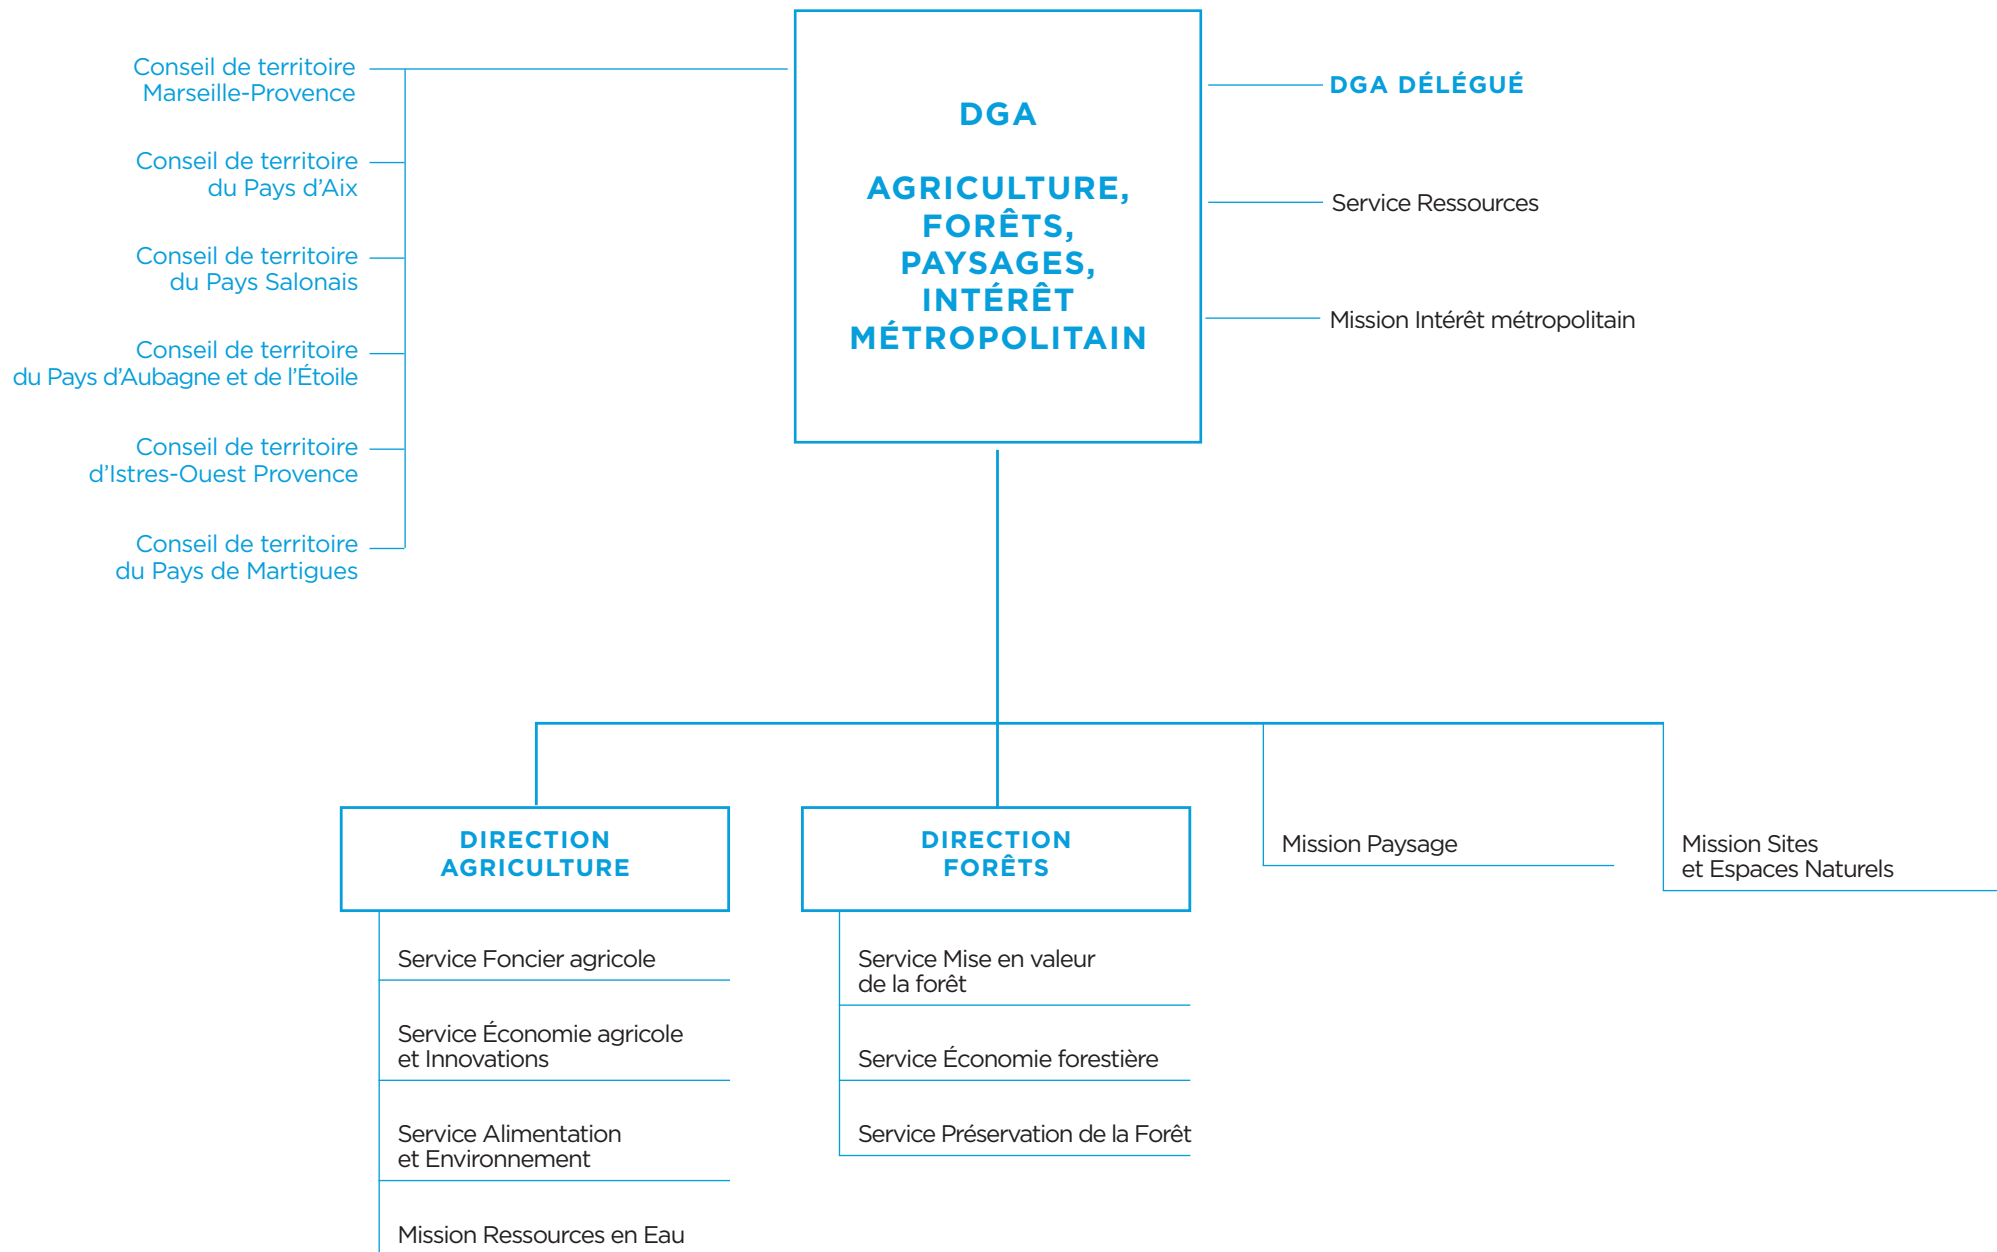 Conseil de territoire
Marseille-Provence
Conseil de territoire
du Pays d’Aix
Conseil de territoire
du Pays Salonais
Conseil de territoire
du Pays d’Aubagne et de l’Étoile
Conseil de territoire
d’Istres-Ouest Provence
Conseil de territoire
du Pays de Martigues
DGA
AGRICULTURE,
FORÊTS,
PAYSAGES,
INTÉRÊT
MÉTROPOLITAIN
DGA DÉLÉGUÉ
Service Ressources
Mission Intérêt métropolitain
DIRECTION
AGRICULTURE
Service Foncier agricole
Service Économie agricole
et Innovations
Service Alimentation
et Environnement
Mission Ressources en Eau
DIRECTION
FORÊTS
Service Mise en valeur
de la forêt
Service Économie forestière
Service Préservation de la Forêt
Mission Paysage
Mission Sites
et Espaces Naturels